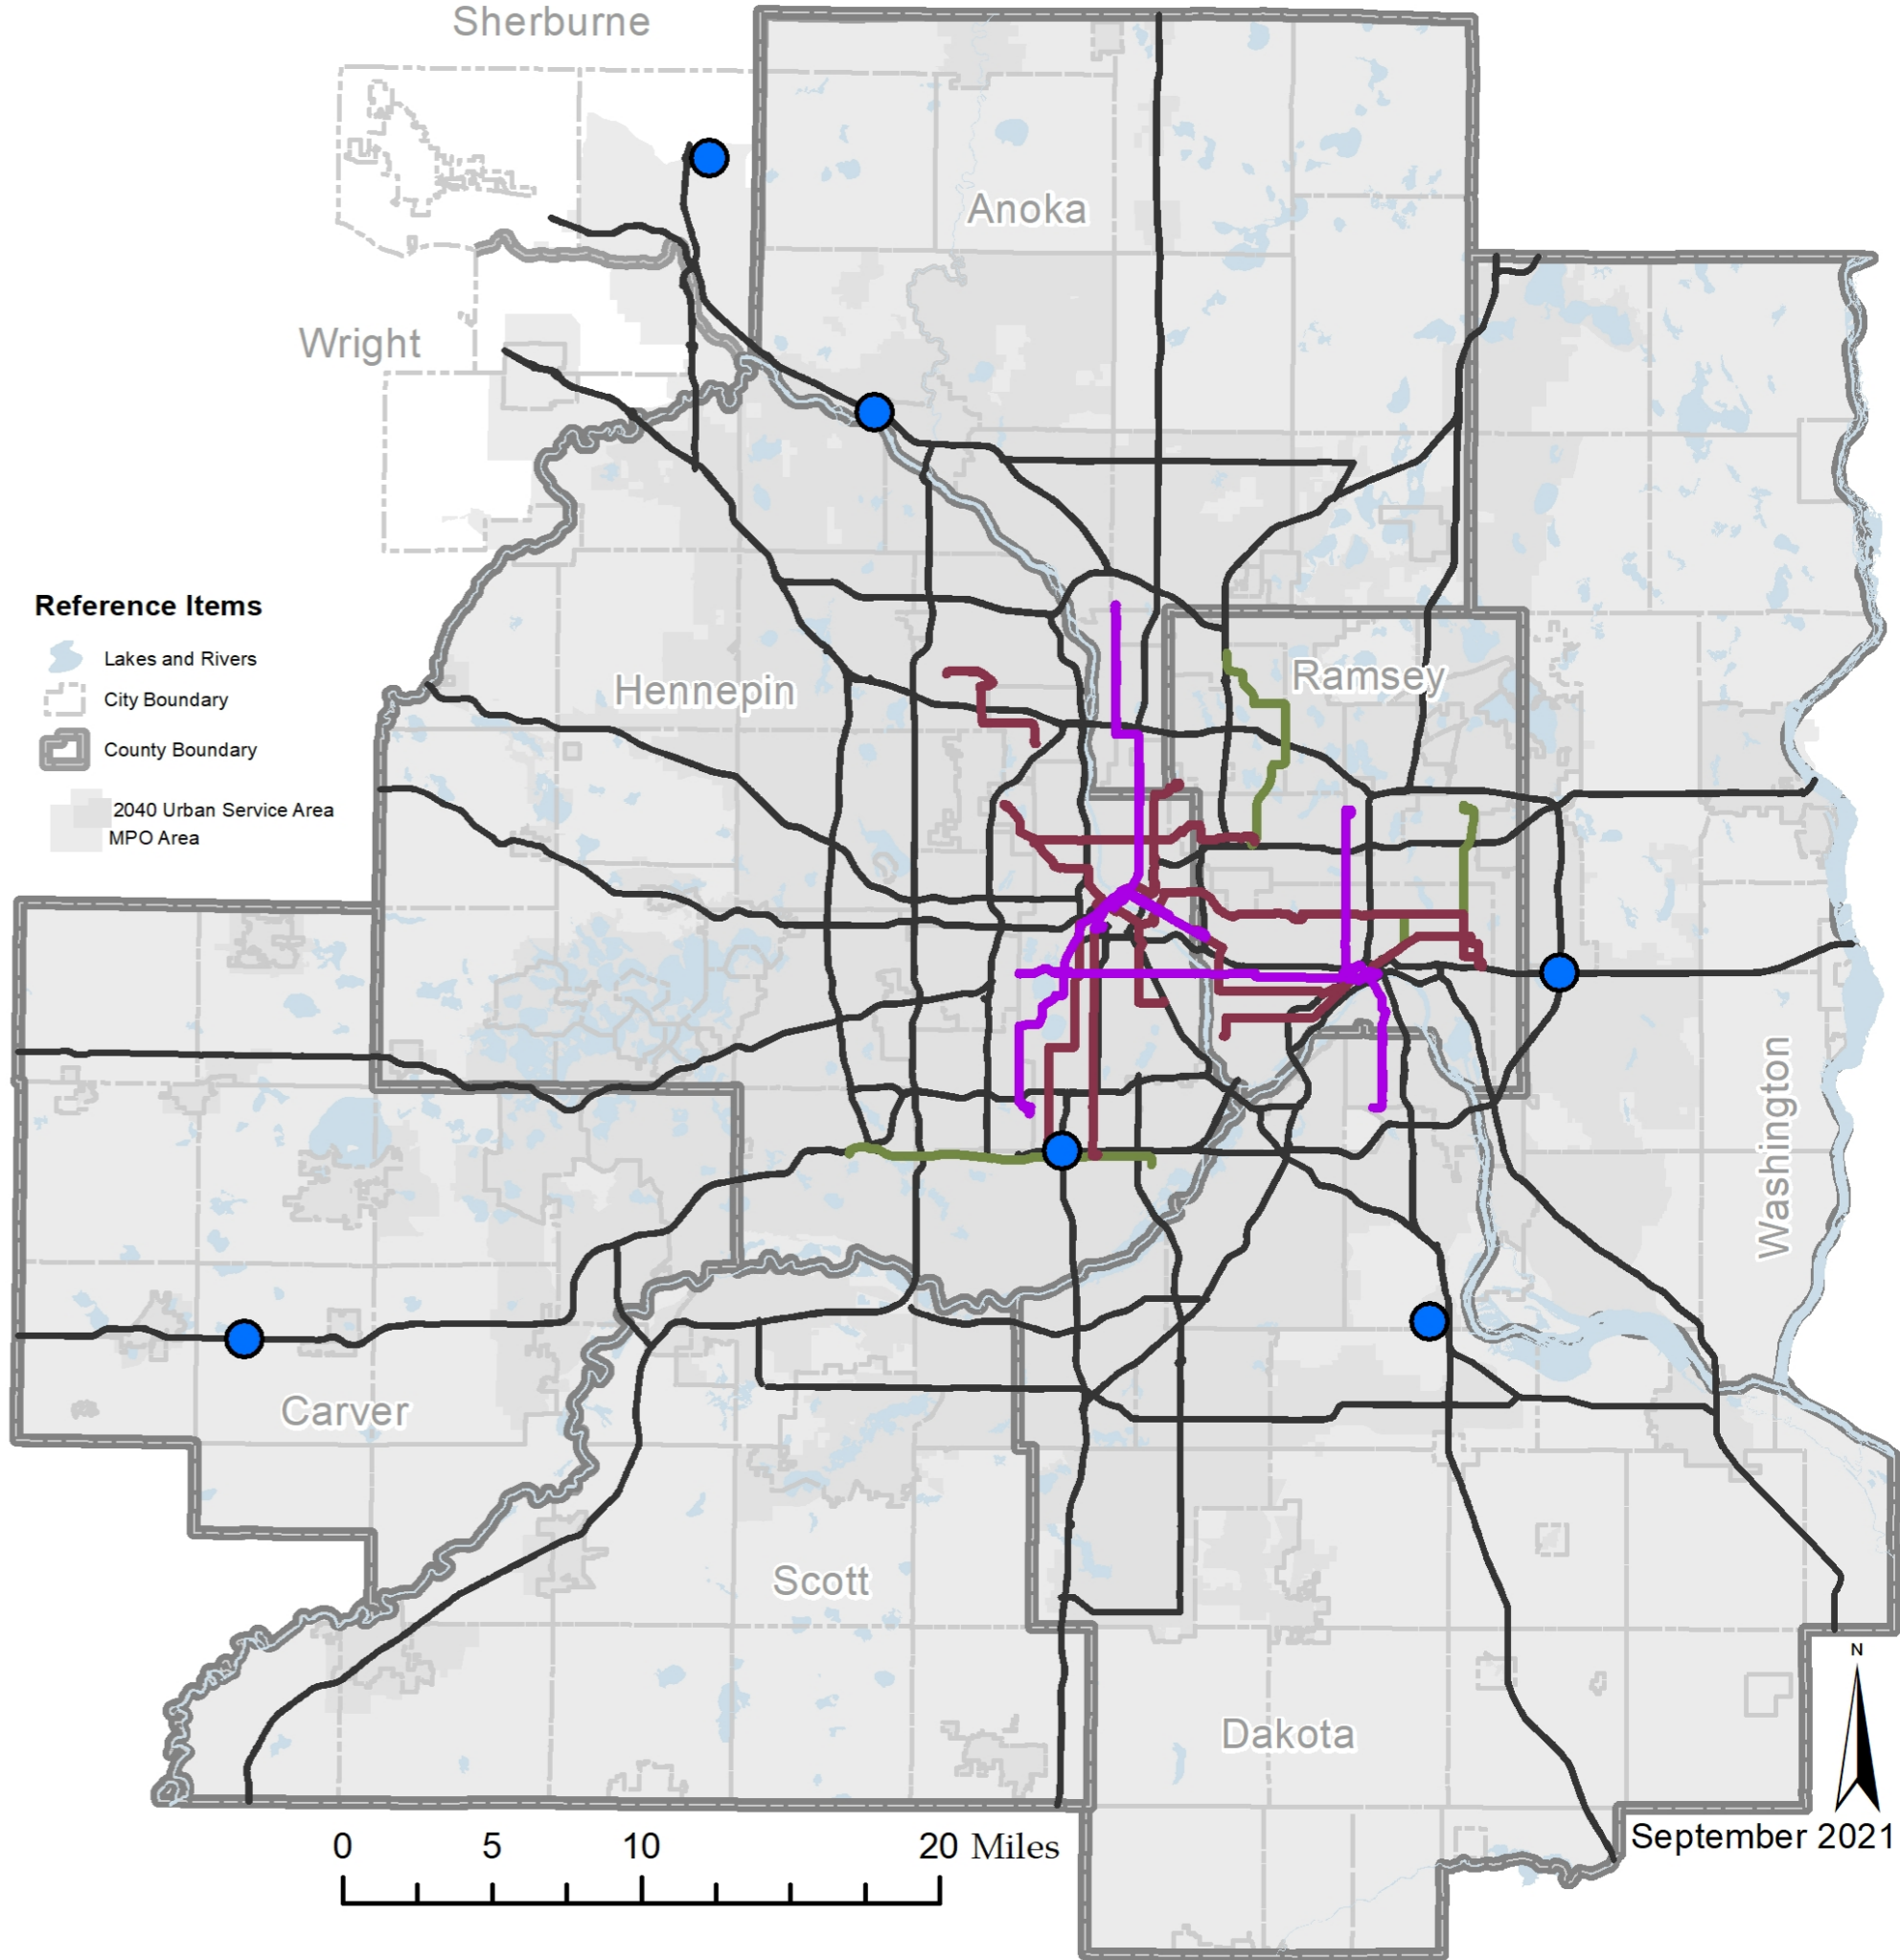 Sherburne
Anoka
Wright
Reference Items
Lakes and Rivers
City Boundary
County Boundary
2040 Urban Service Area
MPO Area
Hennepin
Ramsey
Washington
Carver
Scott
Dakota
N
September 2021
0 5 10 20 Miles